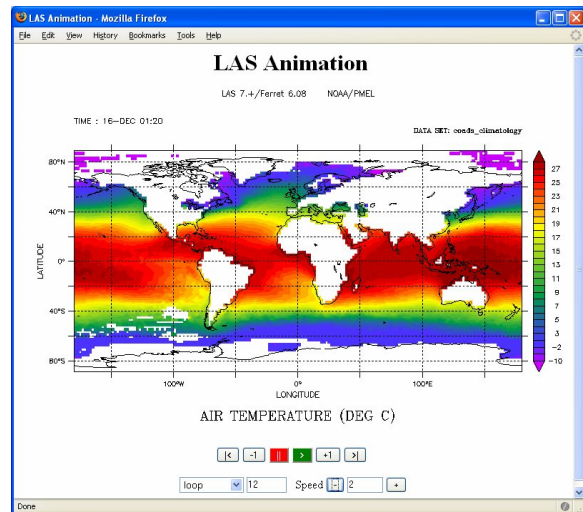 LAS Animation - Mozilla Firefox
File Edit View History Bookmarks Tools Help
LAS Animation
LAS 7.+/Ferret 6.08 NOAA/PMEL
TIME : 16-DEC 01:20
DATA SET: coads_climatology
80°N
40°N
0°
40°S
80°S
LATITUDE
100°W 0° 100°E
LONGITUDE
27
25
23
21
19
17
15
13
11
9
7
5
3
-2
-10
AIR TEMPERATURE (DEG C)
|< -1 || > +1 >|
loop 12 Speed - 2 +
Done